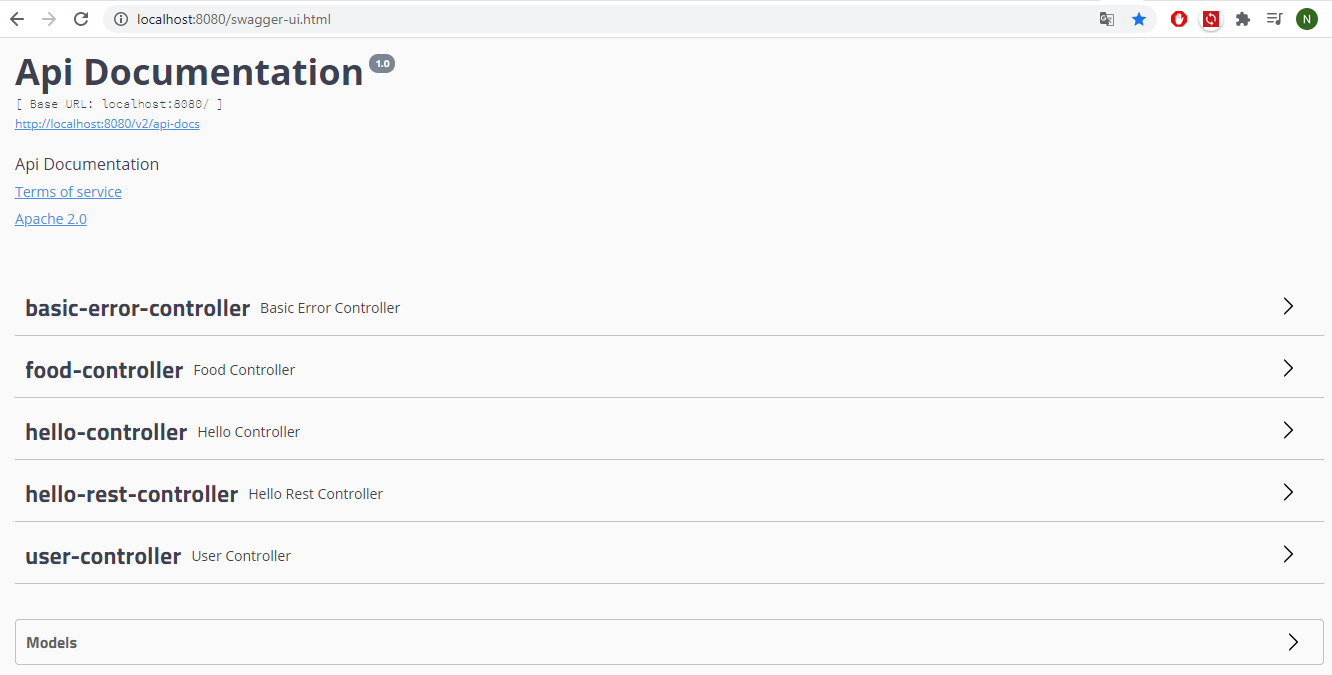 localhost:8080/swagger-ui.html
N
Api Documentation 1.0
[ Base URL: localhost:8080/ ]
http://localhost:8080/v2/api-docs
Api Documentation
Terms of service
Apache 2.0
basic-error-controller Basic Error Controller
food-controller Food Controller
hello-controller Hello Controller
hello-rest-controller Hello Rest Controller
user-controller User Controller
Models